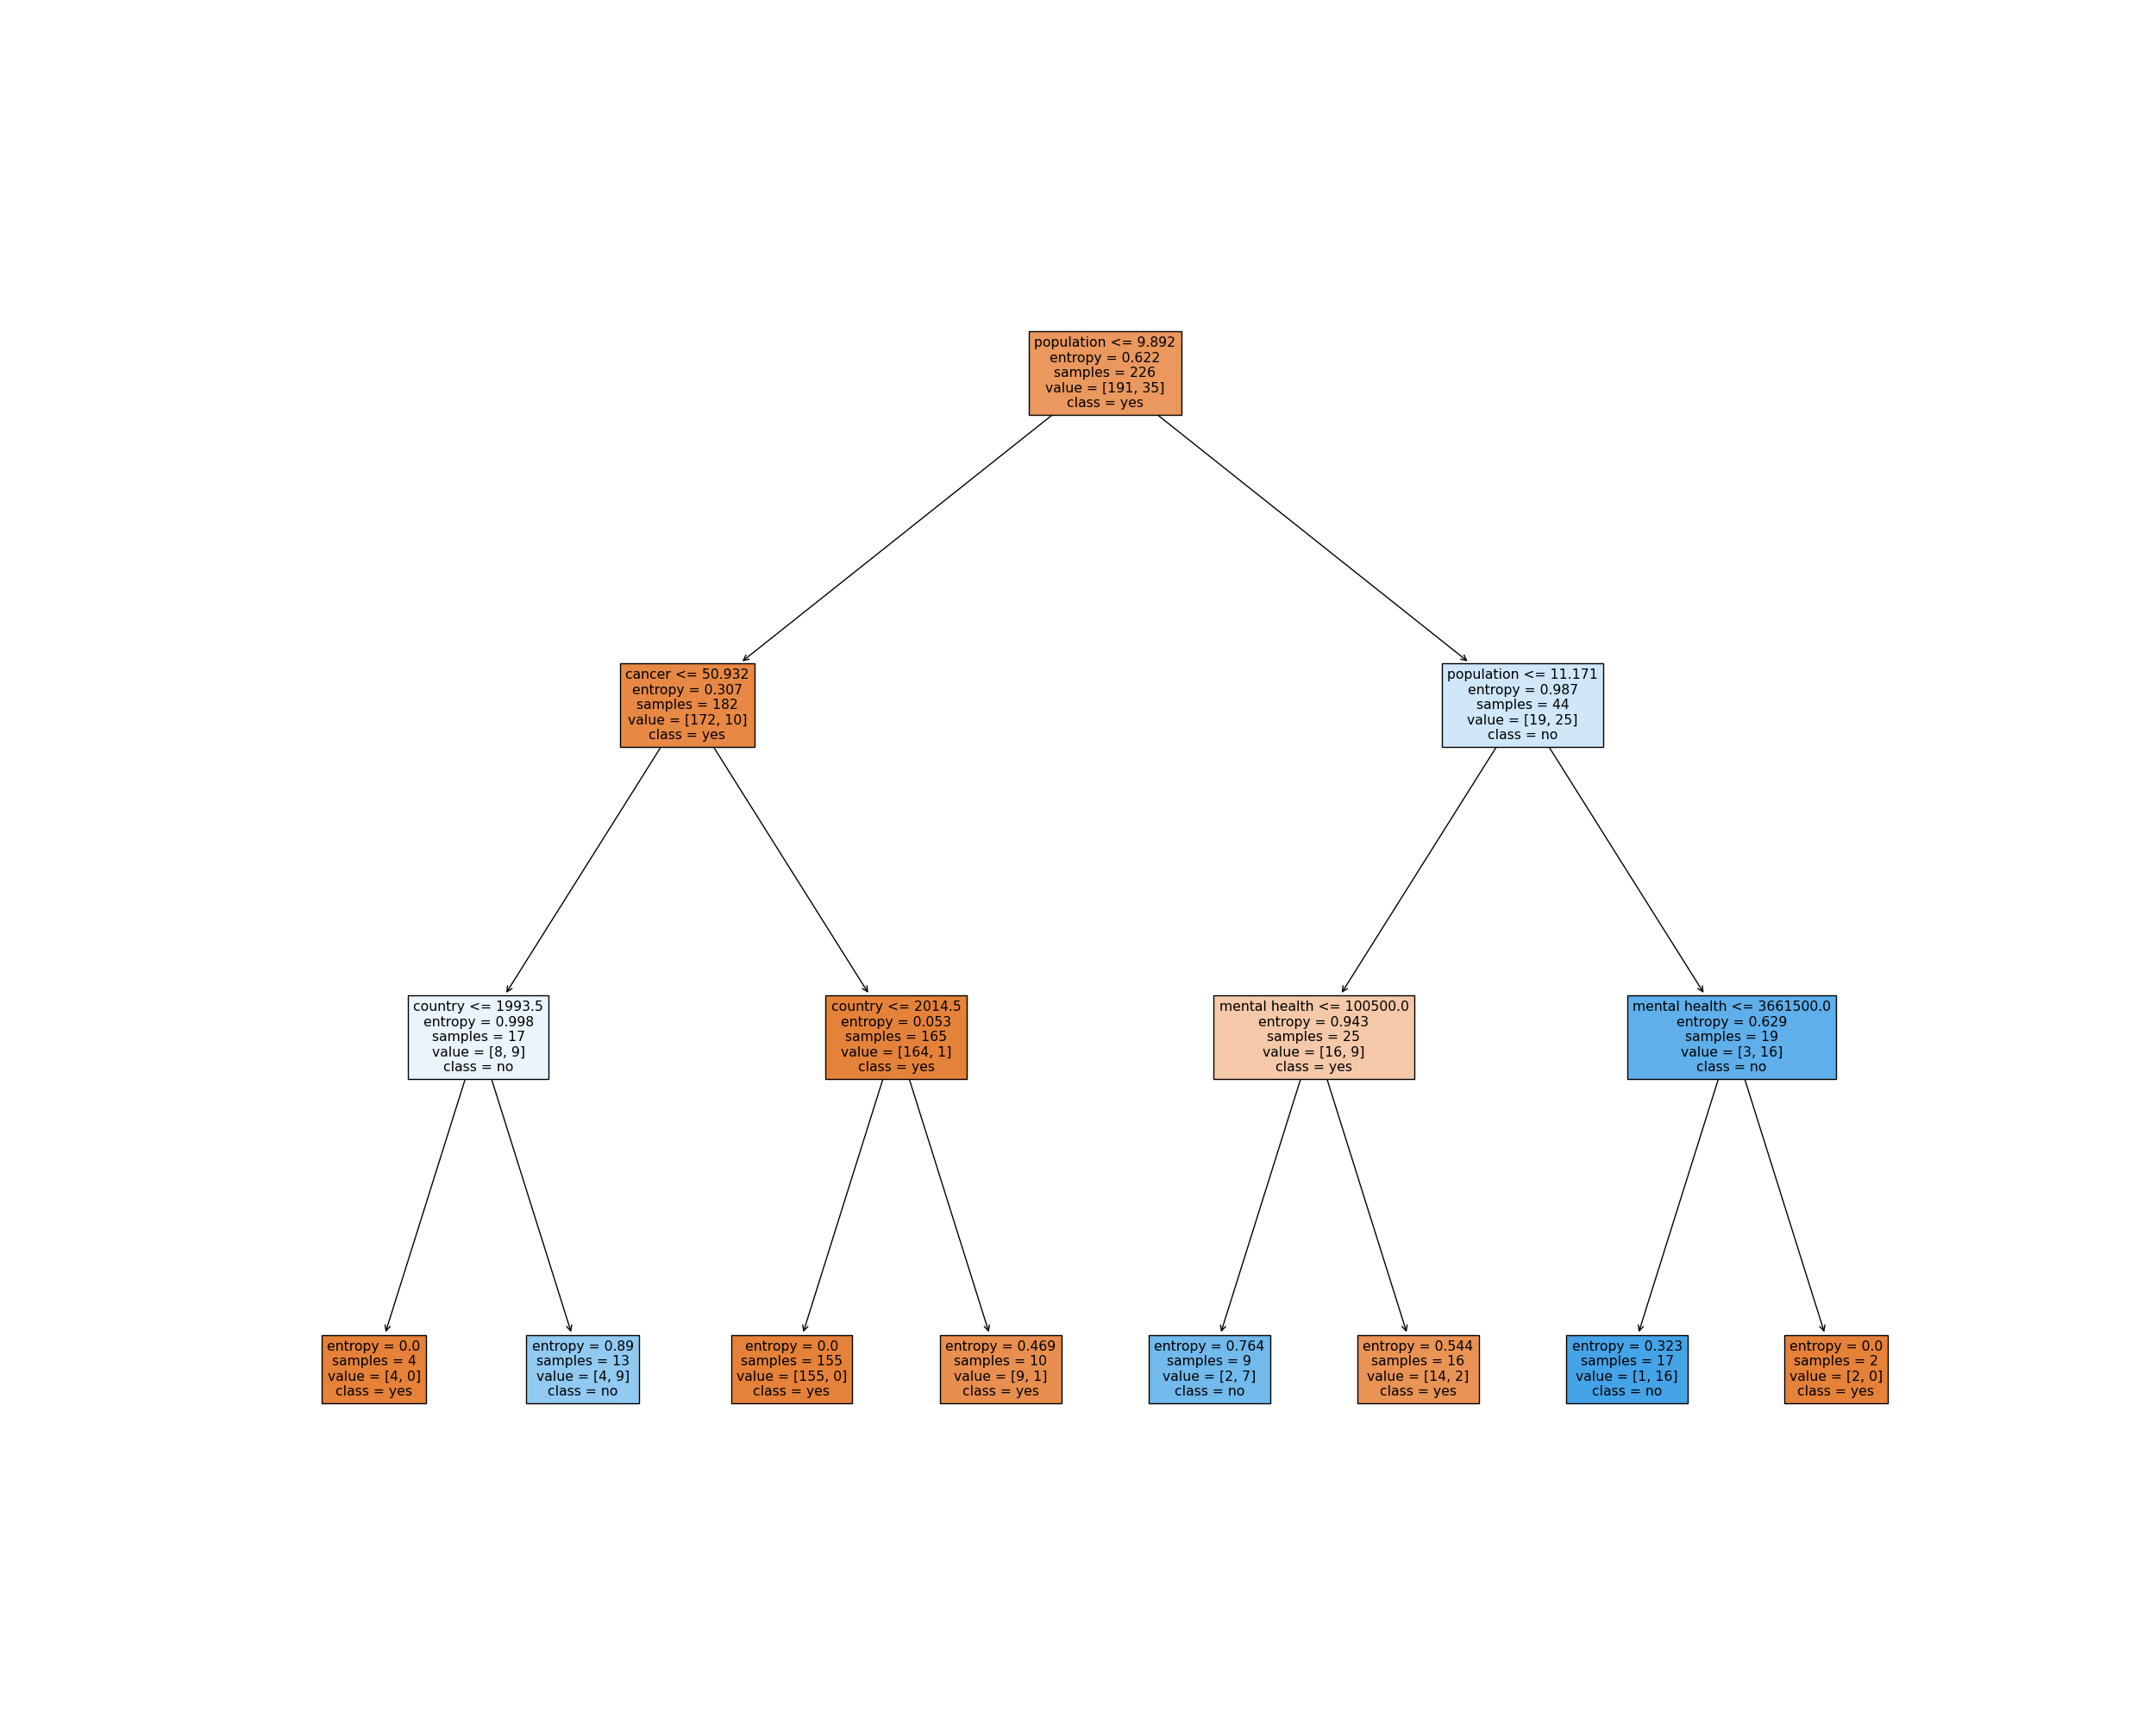 population <= 9.892
entropy = 0.622
samples = 226
value = [191, 35]
class = yes
cancer <= 50.932
entropy = 0.307
samples = 182
value = [172, 10]
class = yes
population <= 11.171
entropy = 0.987
samples = 44
value = [19, 25]
class = no
country <= 1993.5
entropy = 0.998
samples = 17
value = [8, 9]
class = no
country <= 2014.5
entropy = 0.053
samples = 165
value = [164, 1]
class = yes
mental health <= 100500.0
entropy = 0.943
samples = 25
value = [16, 9]
class = yes
mental health <= 3661500.0
entropy = 0.629
samples = 19
value = [3, 16]
class = no
entropy = 0.0
samples = 4
value = [4, 0]
class = yes
entropy = 0.89
samples = 13
value = [4, 9]
class = no
entropy = 0.0
samples = 155
value = [155, 0]
class = yes
entropy = 0.469
samples = 10
value = [9, 1]
class = yes
entropy = 0.764
samples = 9
value = [2, 7]
class = no
entropy = 0.544
samples = 16
value = [14, 2]
class = yes
entropy = 0.323
samples = 17
value = [1, 16]
class = no
entropy = 0.0
samples = 2
value = [2, 0]
class = yes